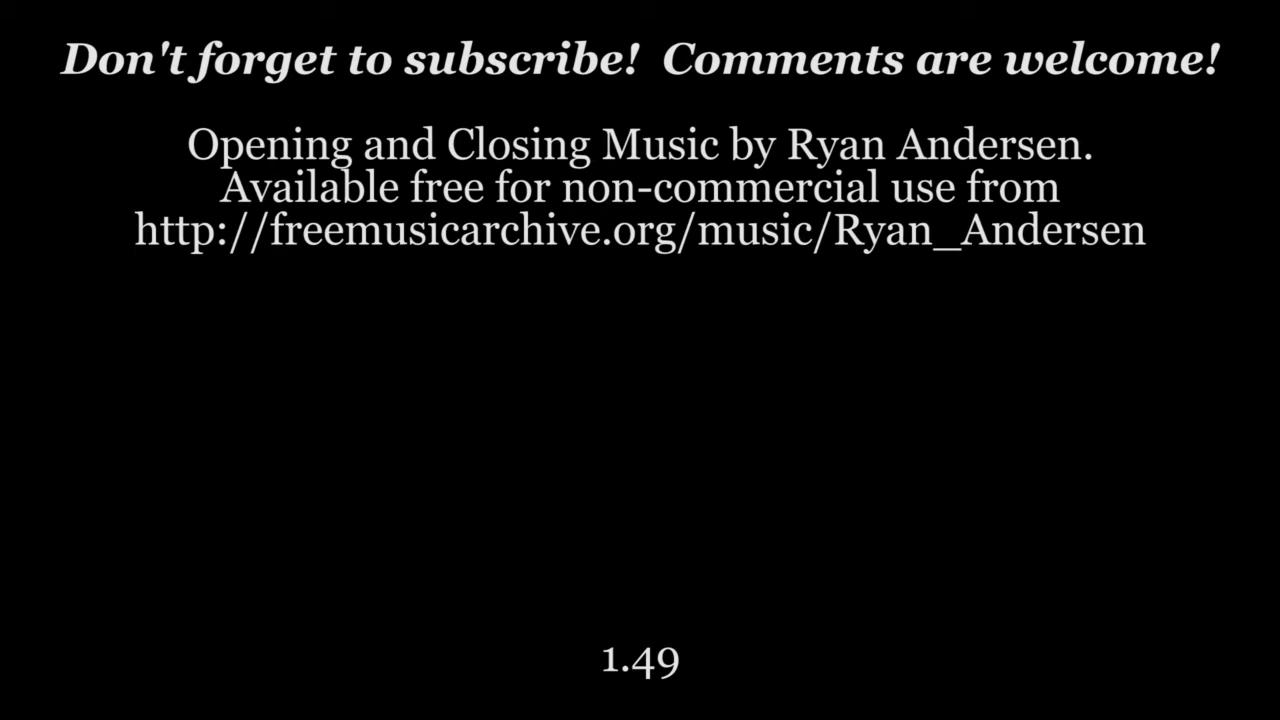 Don't forget to subscribe!  Comments are welcome!
Opening and Closing Music by Ryan Andersen.
Available free for non-commercial use from
http://freemusicarchive.org/music/Ryan_Andersen
1.49